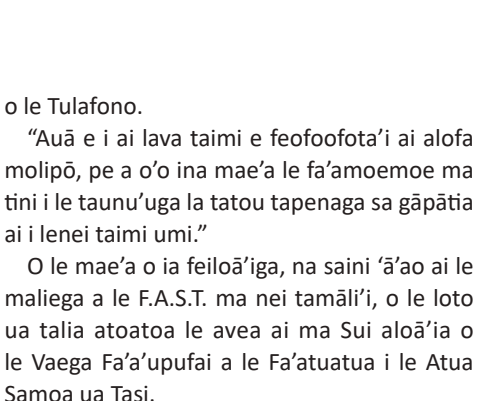 o le Tulafono.
“Auā e i ai lava taimi e feofoofota’i ai alofa
molipō, pe a o’o ina mae’a le fa’amoemoe ma
tini i le taunu’uga la tatou tapenaga sa gāpātia
ai i lenei taimi umi.”
O le mae’a o ia feiloā’iga, na saini ‘ā’ao ai le
maliega a le F.A.S.T. ma nei tamāli’i, o le loto
ua talia atoatoa le avea ai ma Sui aloā’ia o
le Vaega Fa’a’upufai a le Fa’atuatua i le Atua
Samoa ua Tasi.